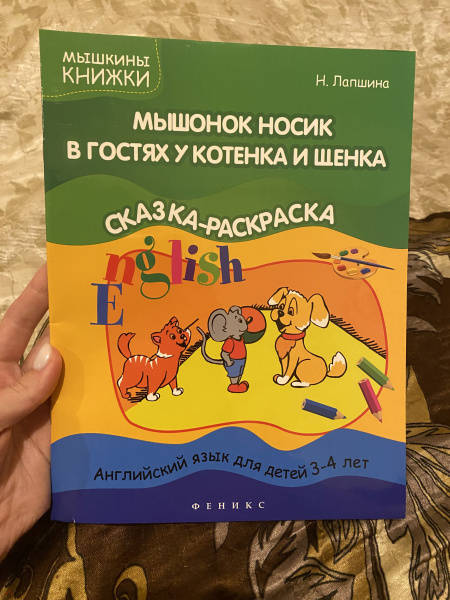 МЫШКИНЫ
КНИЖКИ
Н. Лапшина
МЫШОНОК НОСИК
В ГОСТЯХ У КОТЕНКА И ЩЕНКА
СКАЗКА-РАСКРАСКА
English
Английский язык для детей 3-4 лет
ФЕНИКС